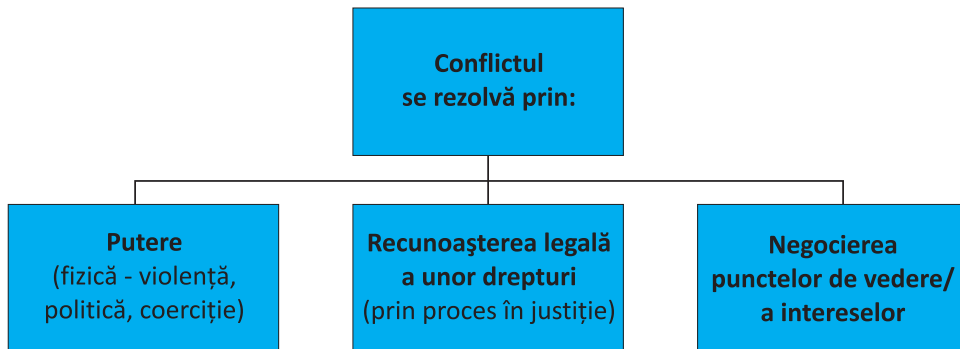 Conflictul
se rezolvă prin:
Putere
(fizică - violență,
politică, coerciție)
Recunoaşterea legală
a unor drepturi
(prin proces în justiție)
Negocierea
punctelor de vedere/
a intereselor